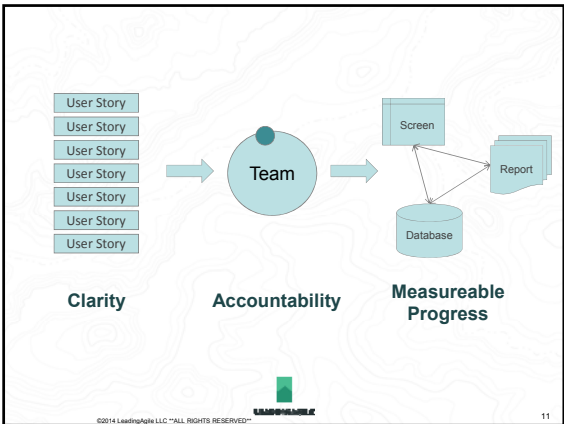 User Story
User Story
User Story
User Story
User Story
User Story
User Story
Team
Screen
Report
Database
Clarity
Accountability
Measureable
Progress
LEADINGAGILE
©2014 LeadingAgile LLC **ALL RIGHTS RESERVED**
11